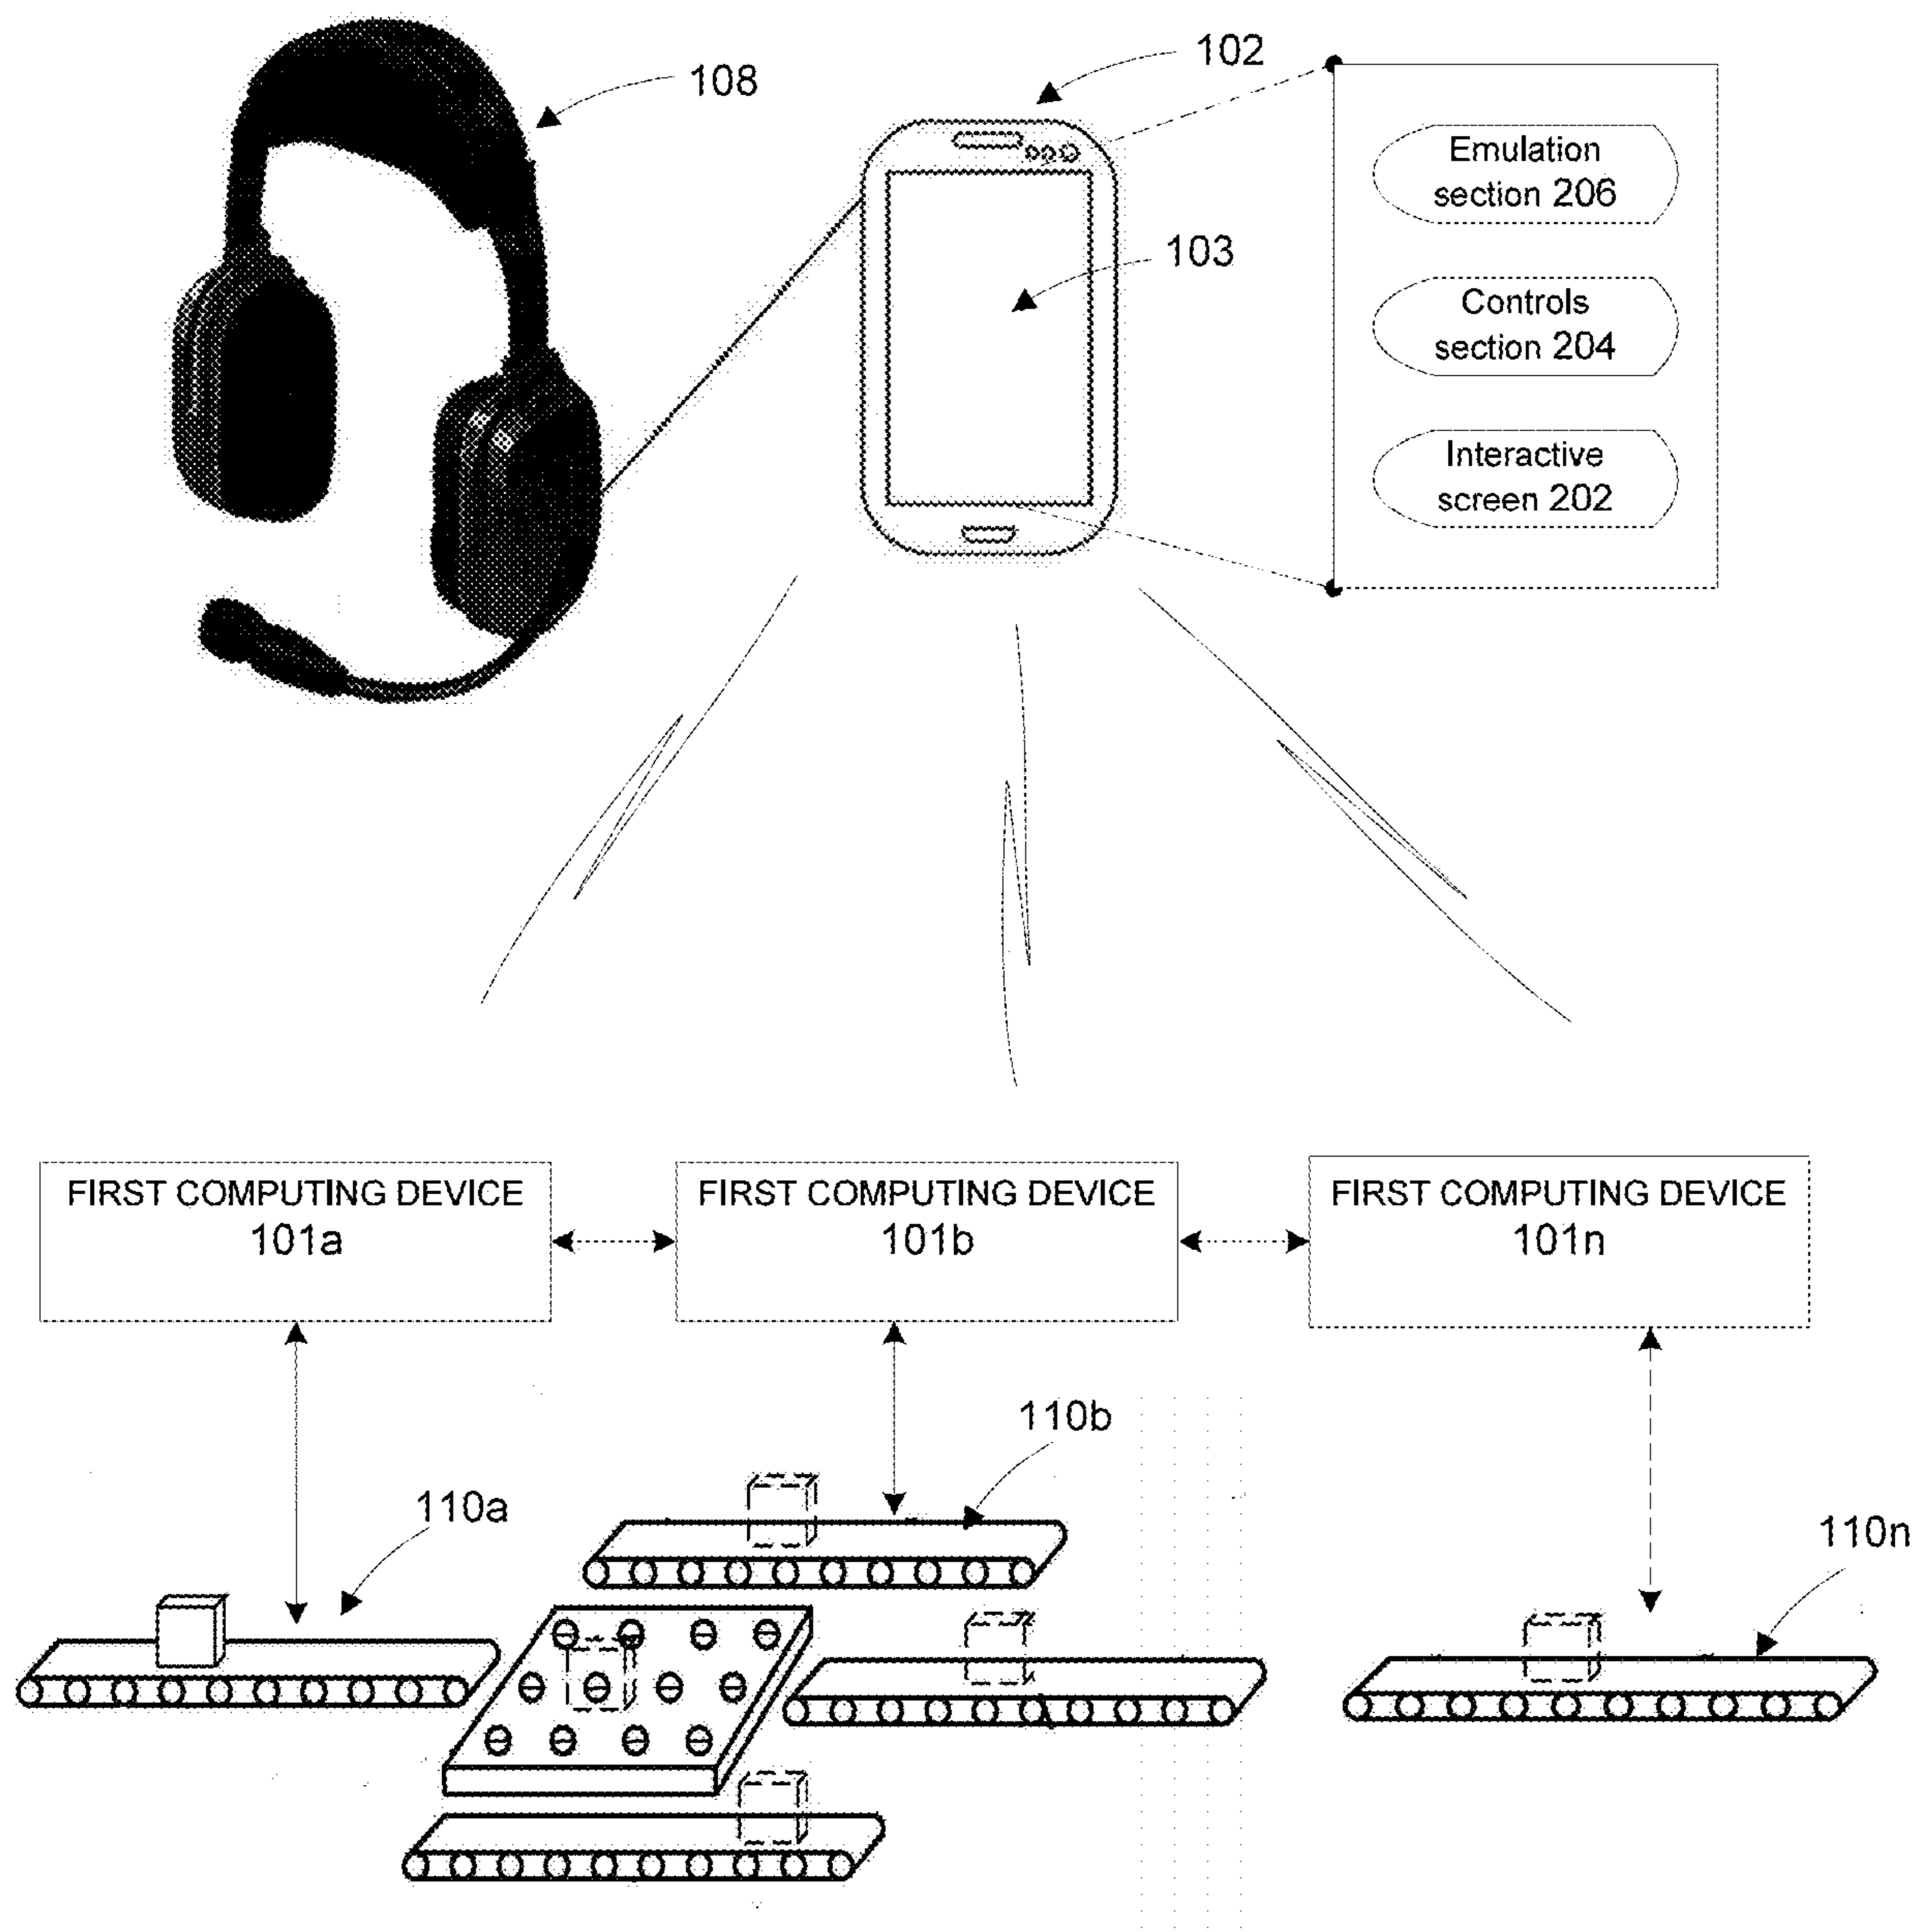 102
108
Emulation
section 206
103
Controls
section 204
Interactive
screen 202
FIRST COMPUTING DEVICE
101a
FIRST COMPUTING DEVICE
101b
FIRST COMPUTING DEVICE
101n
110b
110a
110n